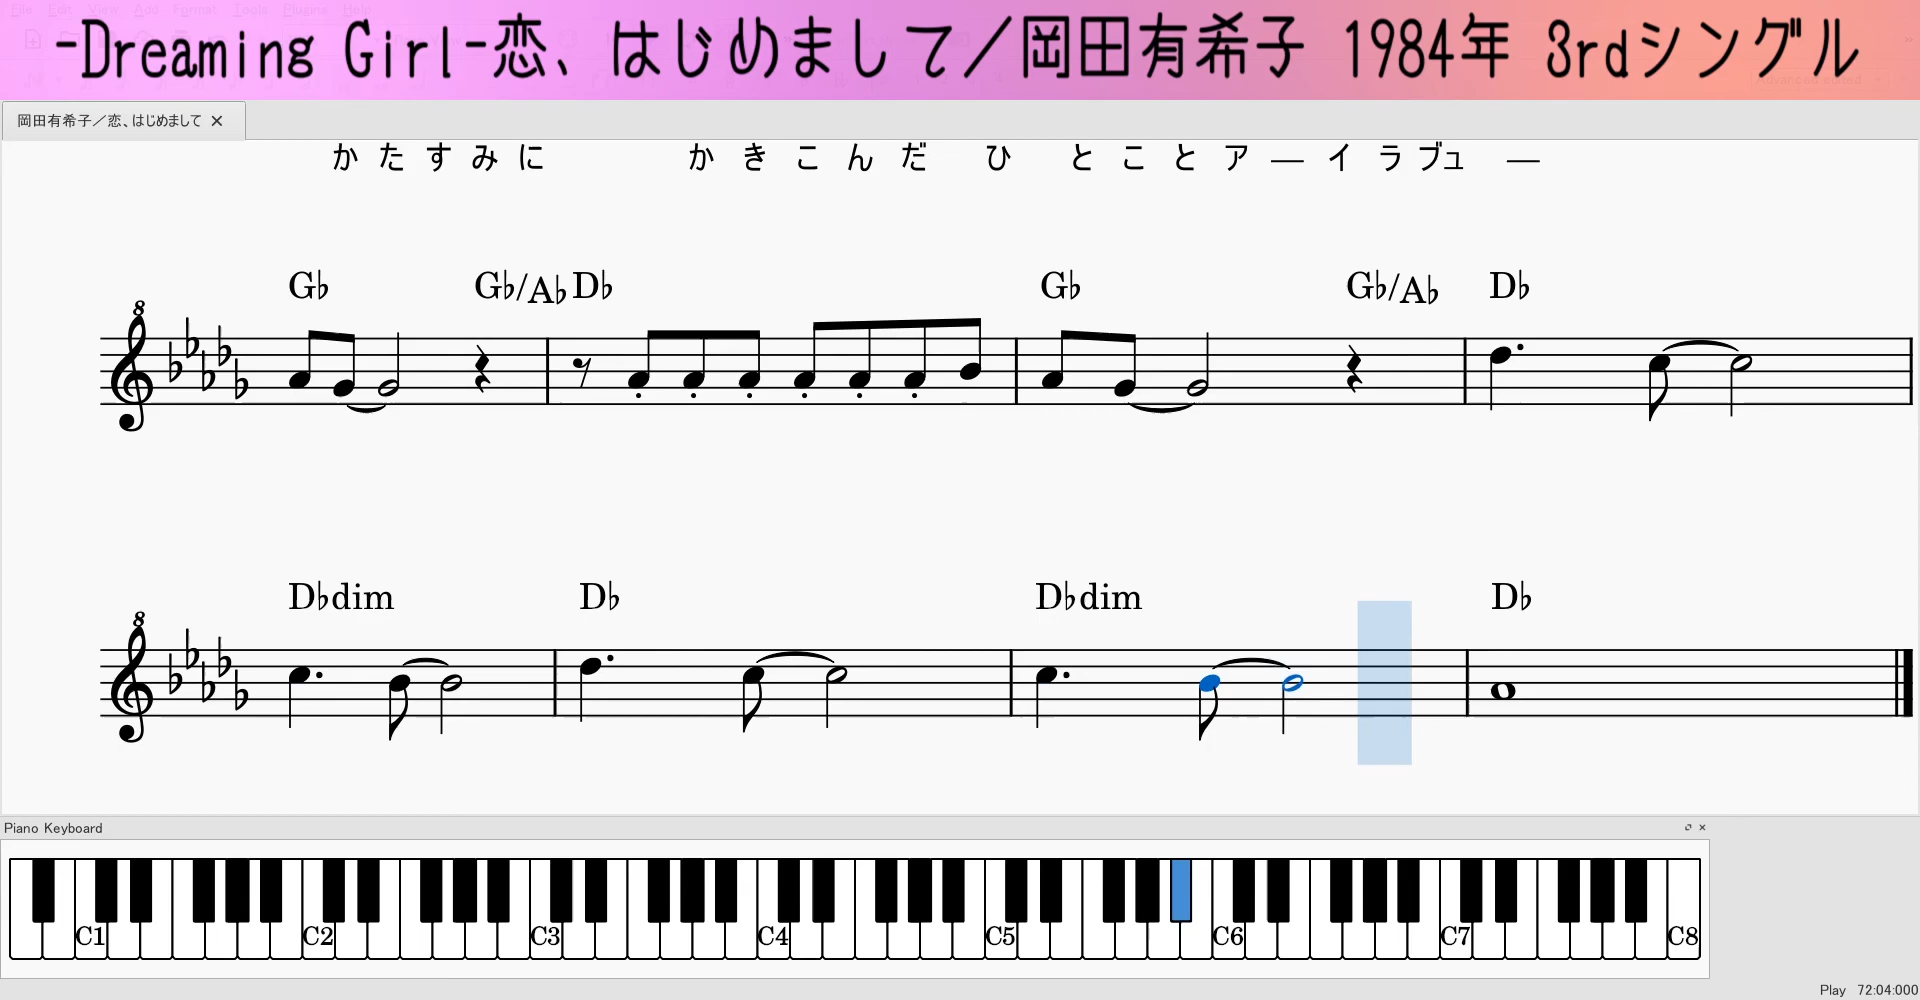 File Edit View Add Format Tools Plugins Help
-Dreaming Girl-恋、はじめまして／岡田有希子 1984年 3rdシングル
岡田有希子／恋、はじめまして ×
か た す み に か き こ ん だ ひ と こ と ア ― イ ラ ブュ ―
G♭ G♭/A♭ D♭ G♭ G♭/A♭ D♭
8
D♭dim D♭ D♭dim D♭
8
Piano Keyboard
C1 C2 C3 C4 C5 C6 C7 C8
Play 72:04:000